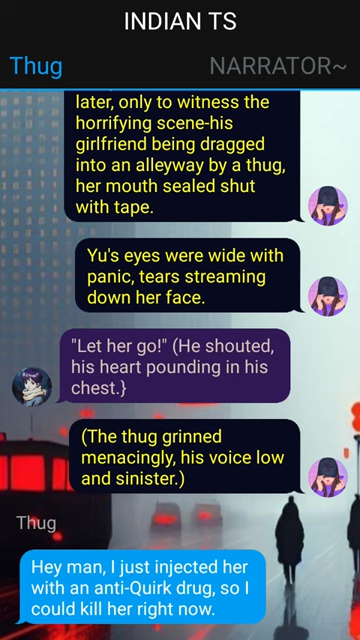 INDIAN TS
Thug NARRATOR~
later, only to witness the
horrifying scene-his
girlfriend being dragged
into an alleyway by a thug,
her mouth sealed shut
with tape.
Yu's eyes were wide with
panic, tears streaming
down her face.
"Let her go!" (He shouted,
his heart pounding in his
chest.}
(The thug grinned
menacingly, his voice low
and sinister.)
Thug
Hey man, I just injected her
with an anti-Quirk drug, so I
could kill her right now.